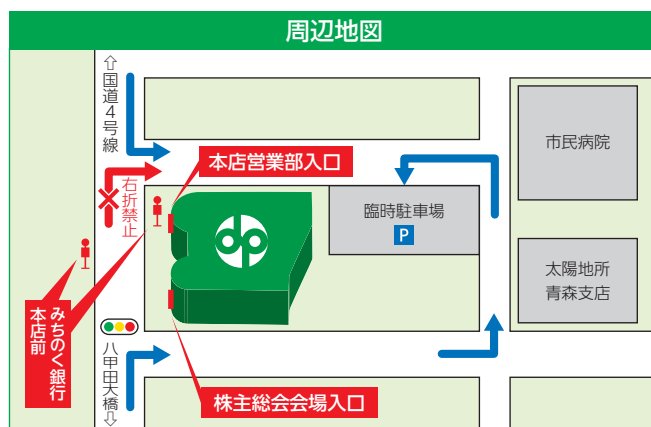 周辺地図
⇧国道4号線
本店営業部入口
右折禁止
市民病院
臨時駐車場
P
dp
太陽地所
青森支店
みちのく銀行
本店前
八甲田大橋⇩
株主総会会場入口